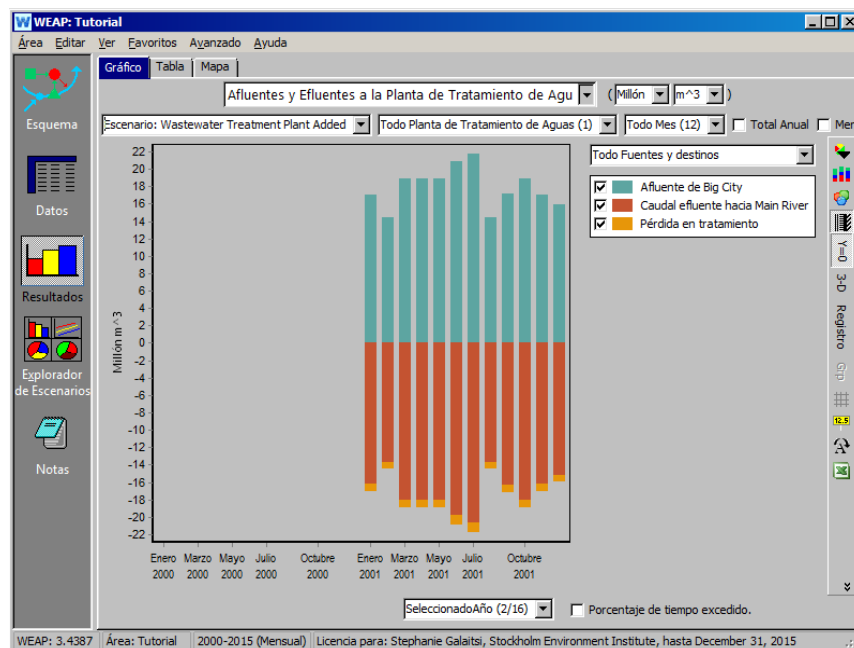 WEAP: Tutorial
Área Editar Ver Favoritos Avanzado Ayuda
Gráfico Tabla Mapa
Afluentes y Efluentes a la Planta de Tratamiento de Agu ( Millón m^3 )
Escenario: Wastewater Treatment Plant Added Todo Planta de Tratamiento de Aguas (1) Todo Mes (12) Total Anual Men
Todo Fuentes y destinos
Afluente de Big City
Caudal efluente hacia Main River
Pérdida en tratamiento
Esquema
Datos
Resultados
Explorador
de Escenarios
Notas
Millón m^3
22
20
18
16
14
12
10
8
6
4
2
0
-2
-4
-6
-8
-10
-12
-14
-16
-18
-20
-22
Enero Marzo Mayo Julio Octubre Enero Marzo Mayo Julio Octubre
2000 2000 2000 2000 2000 2001 2001 2001 2001 2001
Y=0
3-D
Registro
Grp
12.5
A
SeleccionadoAño (2/16) Porcentaje de tiempo excedido.
WEAP: 3.4387 Área: Tutorial 2000-2015 (Mensual) Licencia para: Stephanie Galaitsi, Stockholm Environment Institute, hasta December 31, 2015